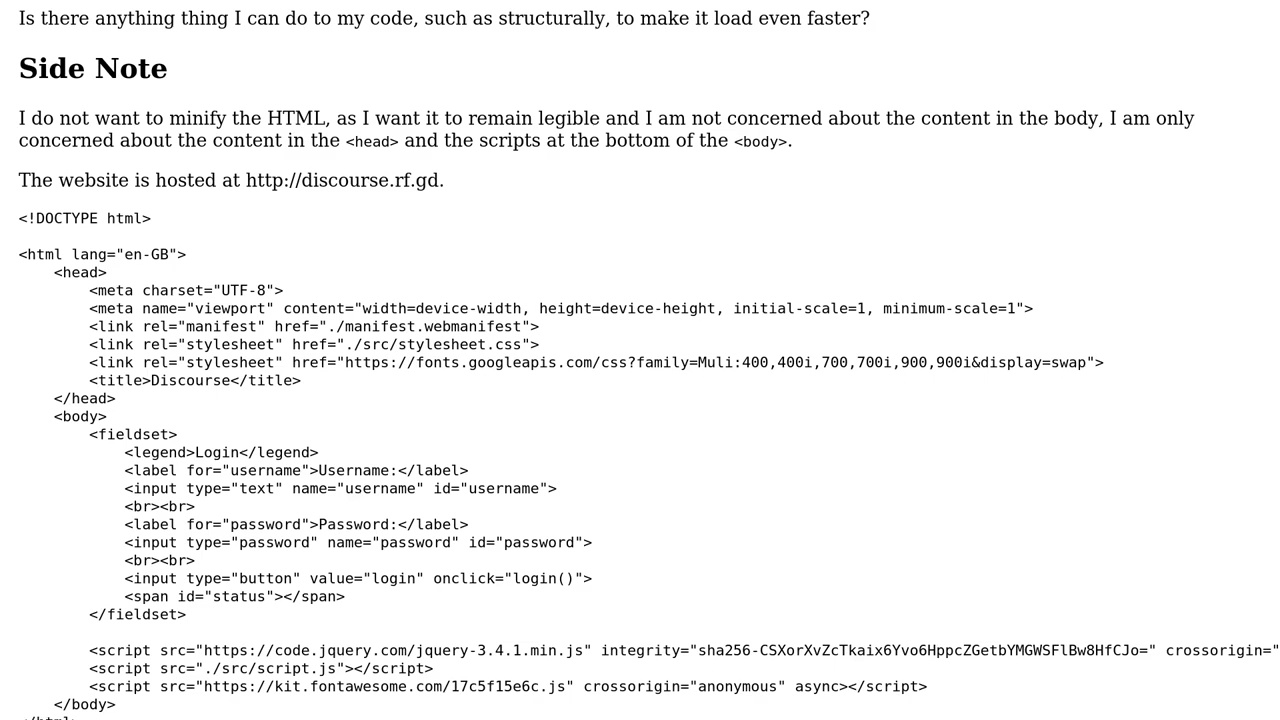 Is there anything thing I can do to my code, such as structurally, to make it load even faster?
Side Note
I do not want to minify the HTML, as I want it to remain legible and I am not concerned about the content in the body, I am only
concerned about the content in the <head> and the scripts at the bottom of the <body>.
The website is hosted at http://discourse.rf.gd.
<!DOCTYPE html>
<html lang="en-GB">
    <head>
        <meta charset="UTF-8">
        <meta name="viewport" content="width=device-width, height=device-height, initial-scale=1, minimum-scale=1">
        <link rel="manifest" href="./manifest.webmanifest">
        <link rel="stylesheet" href="./src/stylesheet.css">
        <link rel="stylesheet" href="https://fonts.googleapis.com/css?family=Muli:400,400i,700,700i,900,900i&display=swap">
        <title>Discourse</title>
    </head>
    <body>
        <fieldset>
            <legend>Login</legend>
            <label for="username">Username:</label>
            <input type="text" name="username" id="username">
            <br><br>
            <label for="password">Password:</label>
            <input type="password" name="password" id="password">
            <br><br>
            <input type="button" value="login" onclick="login()">
            <span id="status"></span>
        </fieldset>
        <script src="https://code.jquery.com/jquery-3.4.1.min.js" integrity="sha256-CSXorXvZcTkaix6Yvo6HppcZGetbYMGWSFlBw8HfCJo=" crossorigin="
        <script src="./src/script.js"></script>
        <script src="https://kit.fontawesome.com/17c5f15e6c.js" crossorigin="anonymous" async></script>
    </body>